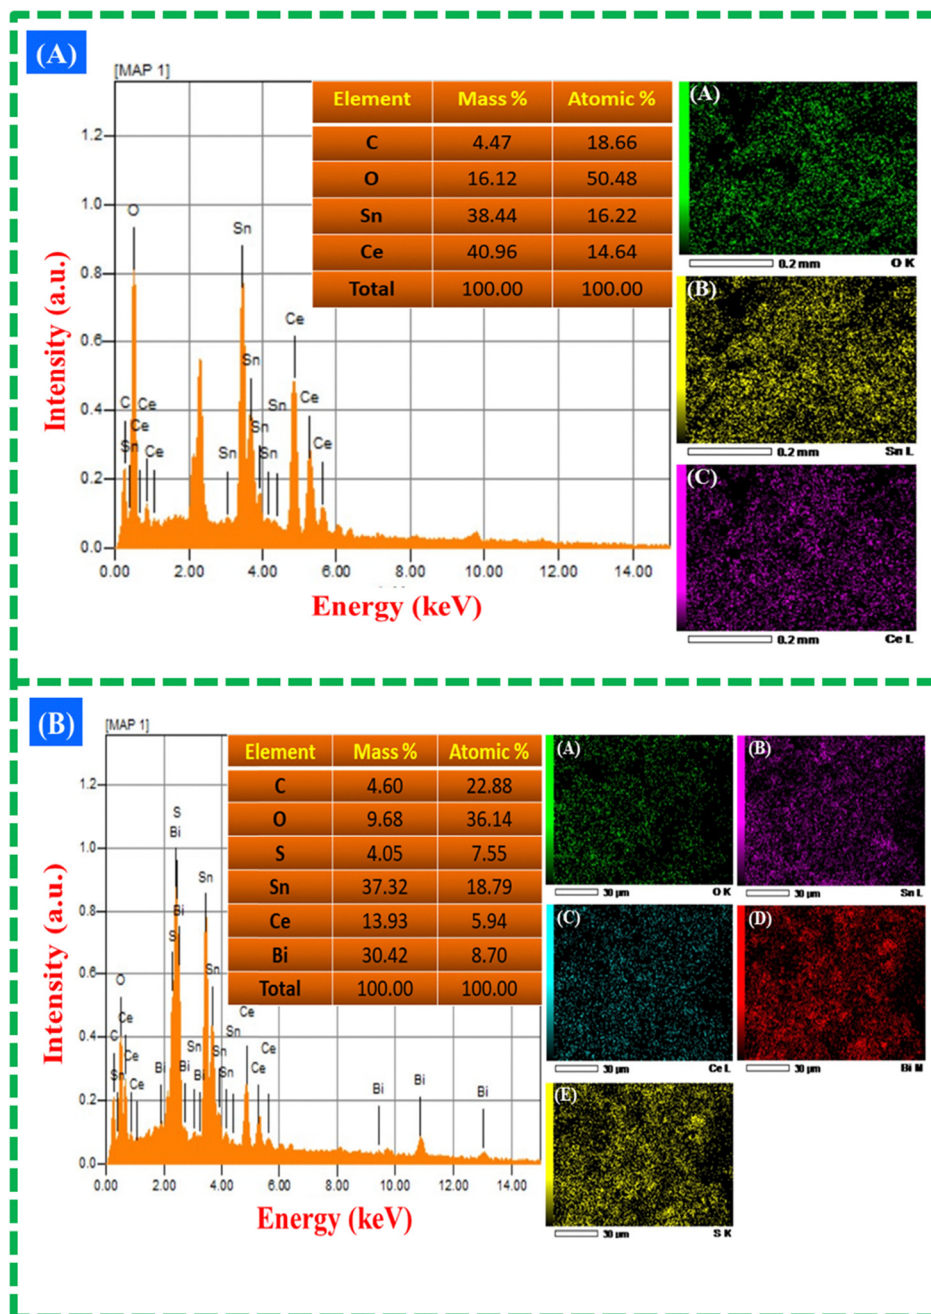 (A)
[MAP 1]
Element Mass % Atomic %
C 4.47 18.66
O 16.12 50.48
Sn 38.44 16.22
Ce 40.96 14.64
Total 100.00 100.00
Intensity (a.u.)
1.2
1.0
0.8
0.6
0.4
0.2
0.0
O
Sn
Ce
Sn
C Ce Sn Ce
Ce Sn
Sn Ce Sn Sn Ce
0.00 2.00 4.00 6.00 8.00 10.00 12.00 14.00
Energy (keV)
(A)
0.2 mm O K
(B)
0.2 mm Sn L
(C)
0.2 mm Ce L
(B)
[MAP 1]
Element Mass % Atomic %
C 4.60 22.88
O 9.68 36.14
S 4.05 7.55
Sn 37.32 18.79
Ce 13.93 5.94
Bi 30.42 8.70
Total 100.00 100.00
Intensity (a.u.)
1.2
1.0
0.8
0.6
0.4
0.2
0.0
S
Bi
Sn
Bi
S
Sn
O
Ce Ce
C Sn Sn Ce
Ce Sn Ce
Sn Ce Bi Bi Bi Sn Bi Bi Bi
0.00 2.00 4.00 6.00 8.00 10.00 12.00 14.00
Energy (keV)
(A)
30 µm O K
(B)
30 µm Sn L
(C)
30 µm Ce L
(D)
30 µm Bi M
(E)
30 µm S K